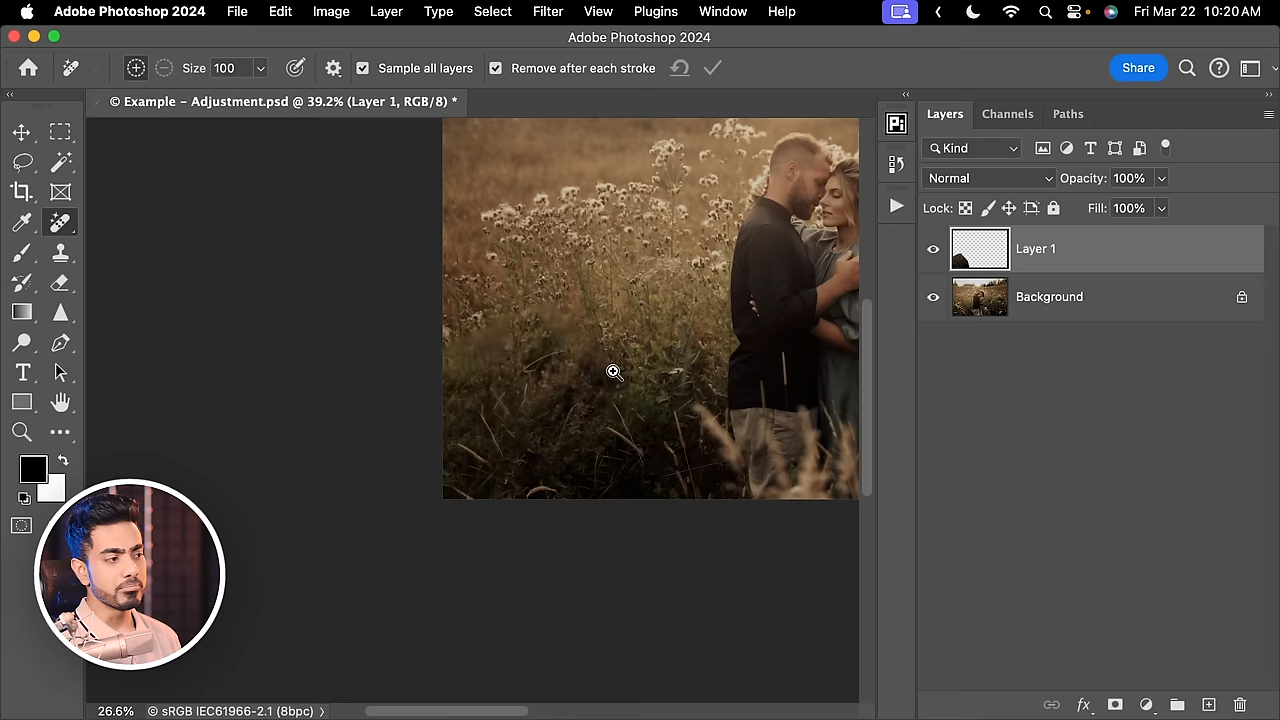 Adobe Photoshop 2024 File Edit Image Layer Type Select Filter View Plugins Window Help Fri Mar 22 10:20 AM
Adobe Photoshop 2024
Size 100 Sample all layers Remove after each stroke Share
© Example – Adjustment.psd @ 39.2% (Layer 1, RGB/8) *
Layers Channels Paths
Kind
Normal Opacity: 100%
Lock: Fill: 100%
Layer 1
Background
26.6% © sRGB IEC61966-2.1 (8bpc)